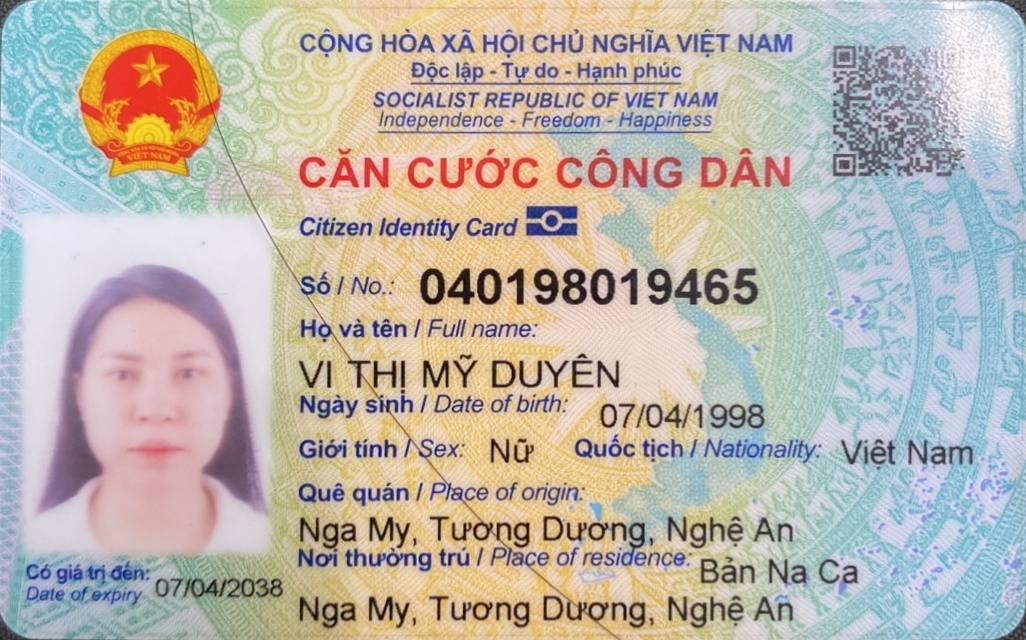 CỘNG HÒA XÃ HỘI CHỦ NGHĨA VIỆT NAM
Độc lập - Tự do - Hạnh phúc
SOCIALIST REPUBLIC OF VIET NAM
Independence - Freedom - Happiness
CĂN CƯỚC CÔNG DÂN
Citizen Identity Card
Số / No.: 040198019465
Họ và tên / Full name:
VI THỊ MỸ DUYÊN
Ngày sinh / Date of birth: 07/04/1998
Giới tính / Sex: Nữ Quốc tịch / Nationality: Việt Nam
Quê quán / Place of origin:
Nga My, Tương Dương, Nghệ An
Nơi thường trú / Place of residence: Bản Na Ca
Nga My, Tương Dương, Nghệ An
Có giá trị đến: 07/04/2038
Date of expiry
VIỆT NAM